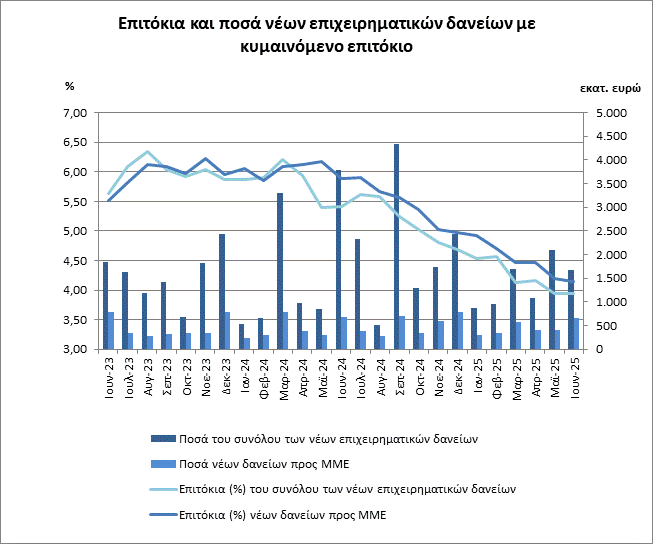 Επιτόκια και ποσά νέων επιχειρηματικών δανείων με
κυμαινόμενο επιτόκιο
%
εκατ. ευρώ
7,00
6,50
6,00
5,50
5,00
4,50
4,00
3,50
3,00
5.000
4.500
4.000
3.500
3.000
2.500
2.000
1.500
1.000
500
0
Ιουν-23
Ιουλ-23
Αυγ-23
Σεπ-23
Οκτ-23
Νοε-23
Δεκ-23
Ιαν-24
Φεβ-24
Μαρ-24
Απρ-24
Μαϊ-24
Ιουν-24
Ιουλ-24
Αυγ-24
Σεπ-24
Οκτ-24
Νοε-24
Δεκ-24
Ιαν-25
Φεβ-25
Μαρ-25
Απρ-25
Μαϊ-25
Ιουν-25
Ποσά του συνόλου των νέων επιχειρηματικών δανείων
Ποσά νέων δανείων προς ΜΜΕ
Επιτόκια (%) του συνόλου των νέων επιχειρηματικών δανείων
Επιτόκια (%) νέων δανείων προς ΜΜΕ